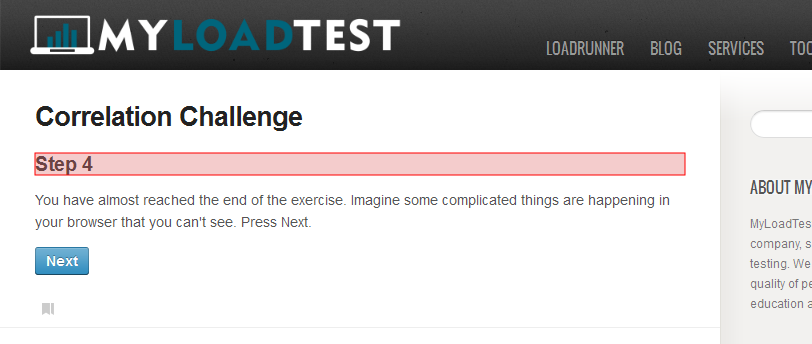 MYLOADTEST
LOADRUNNER BLOG SERVICES
Correlation Challenge
Step 4
You have almost reached the end of the exercise. Imagine some complicated things are happening in
your browser that you can't see. Press Next.
Next
ABOUT MY
MyLoadTes
company, s
testing. We
quality of pe
education a